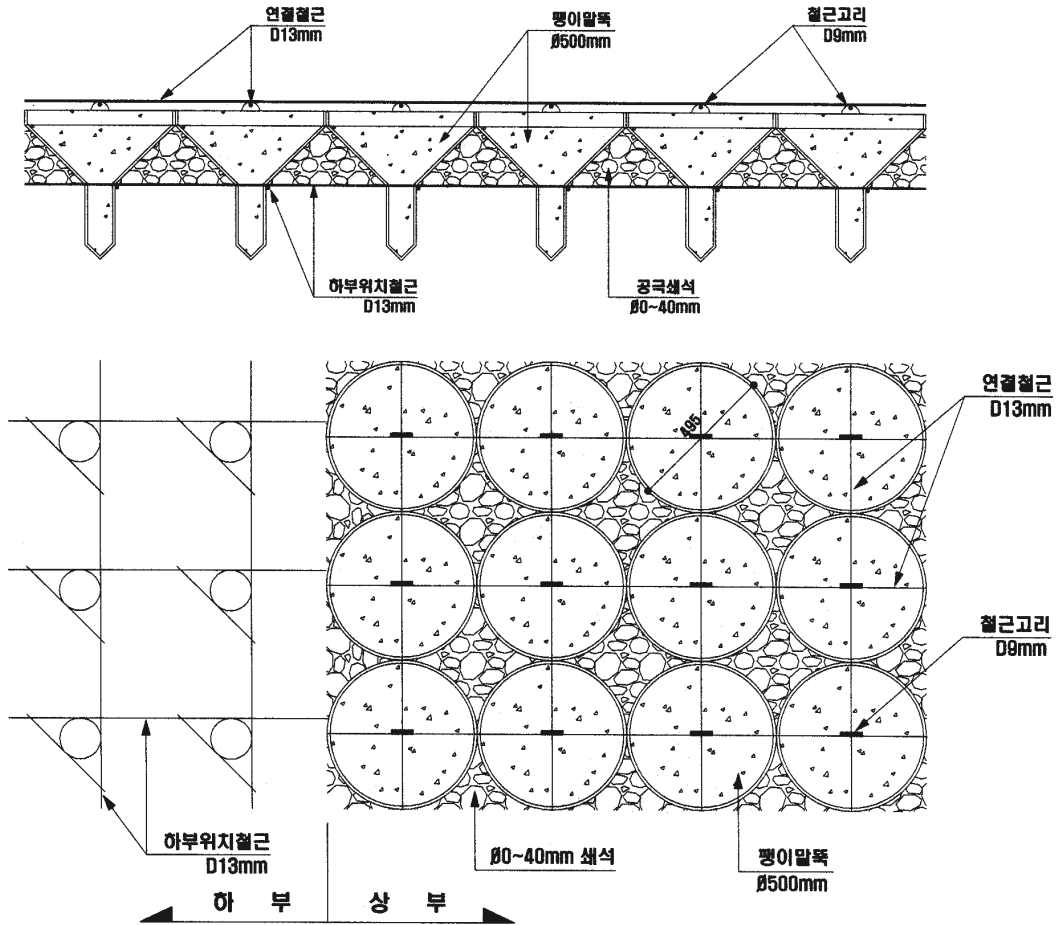 연결철근
D13mm
팽이말뚝
Ø500mm
철근고리
D9mm
하부위치철근
D13mm
공극쇄석
Ø0~40mm
연결철근
D13mm
495
철근고리
D9mm
하부위치철근
D13mm
Ø0~40mm 쇄석
팽이말뚝
Ø500mm
하 부
상 부